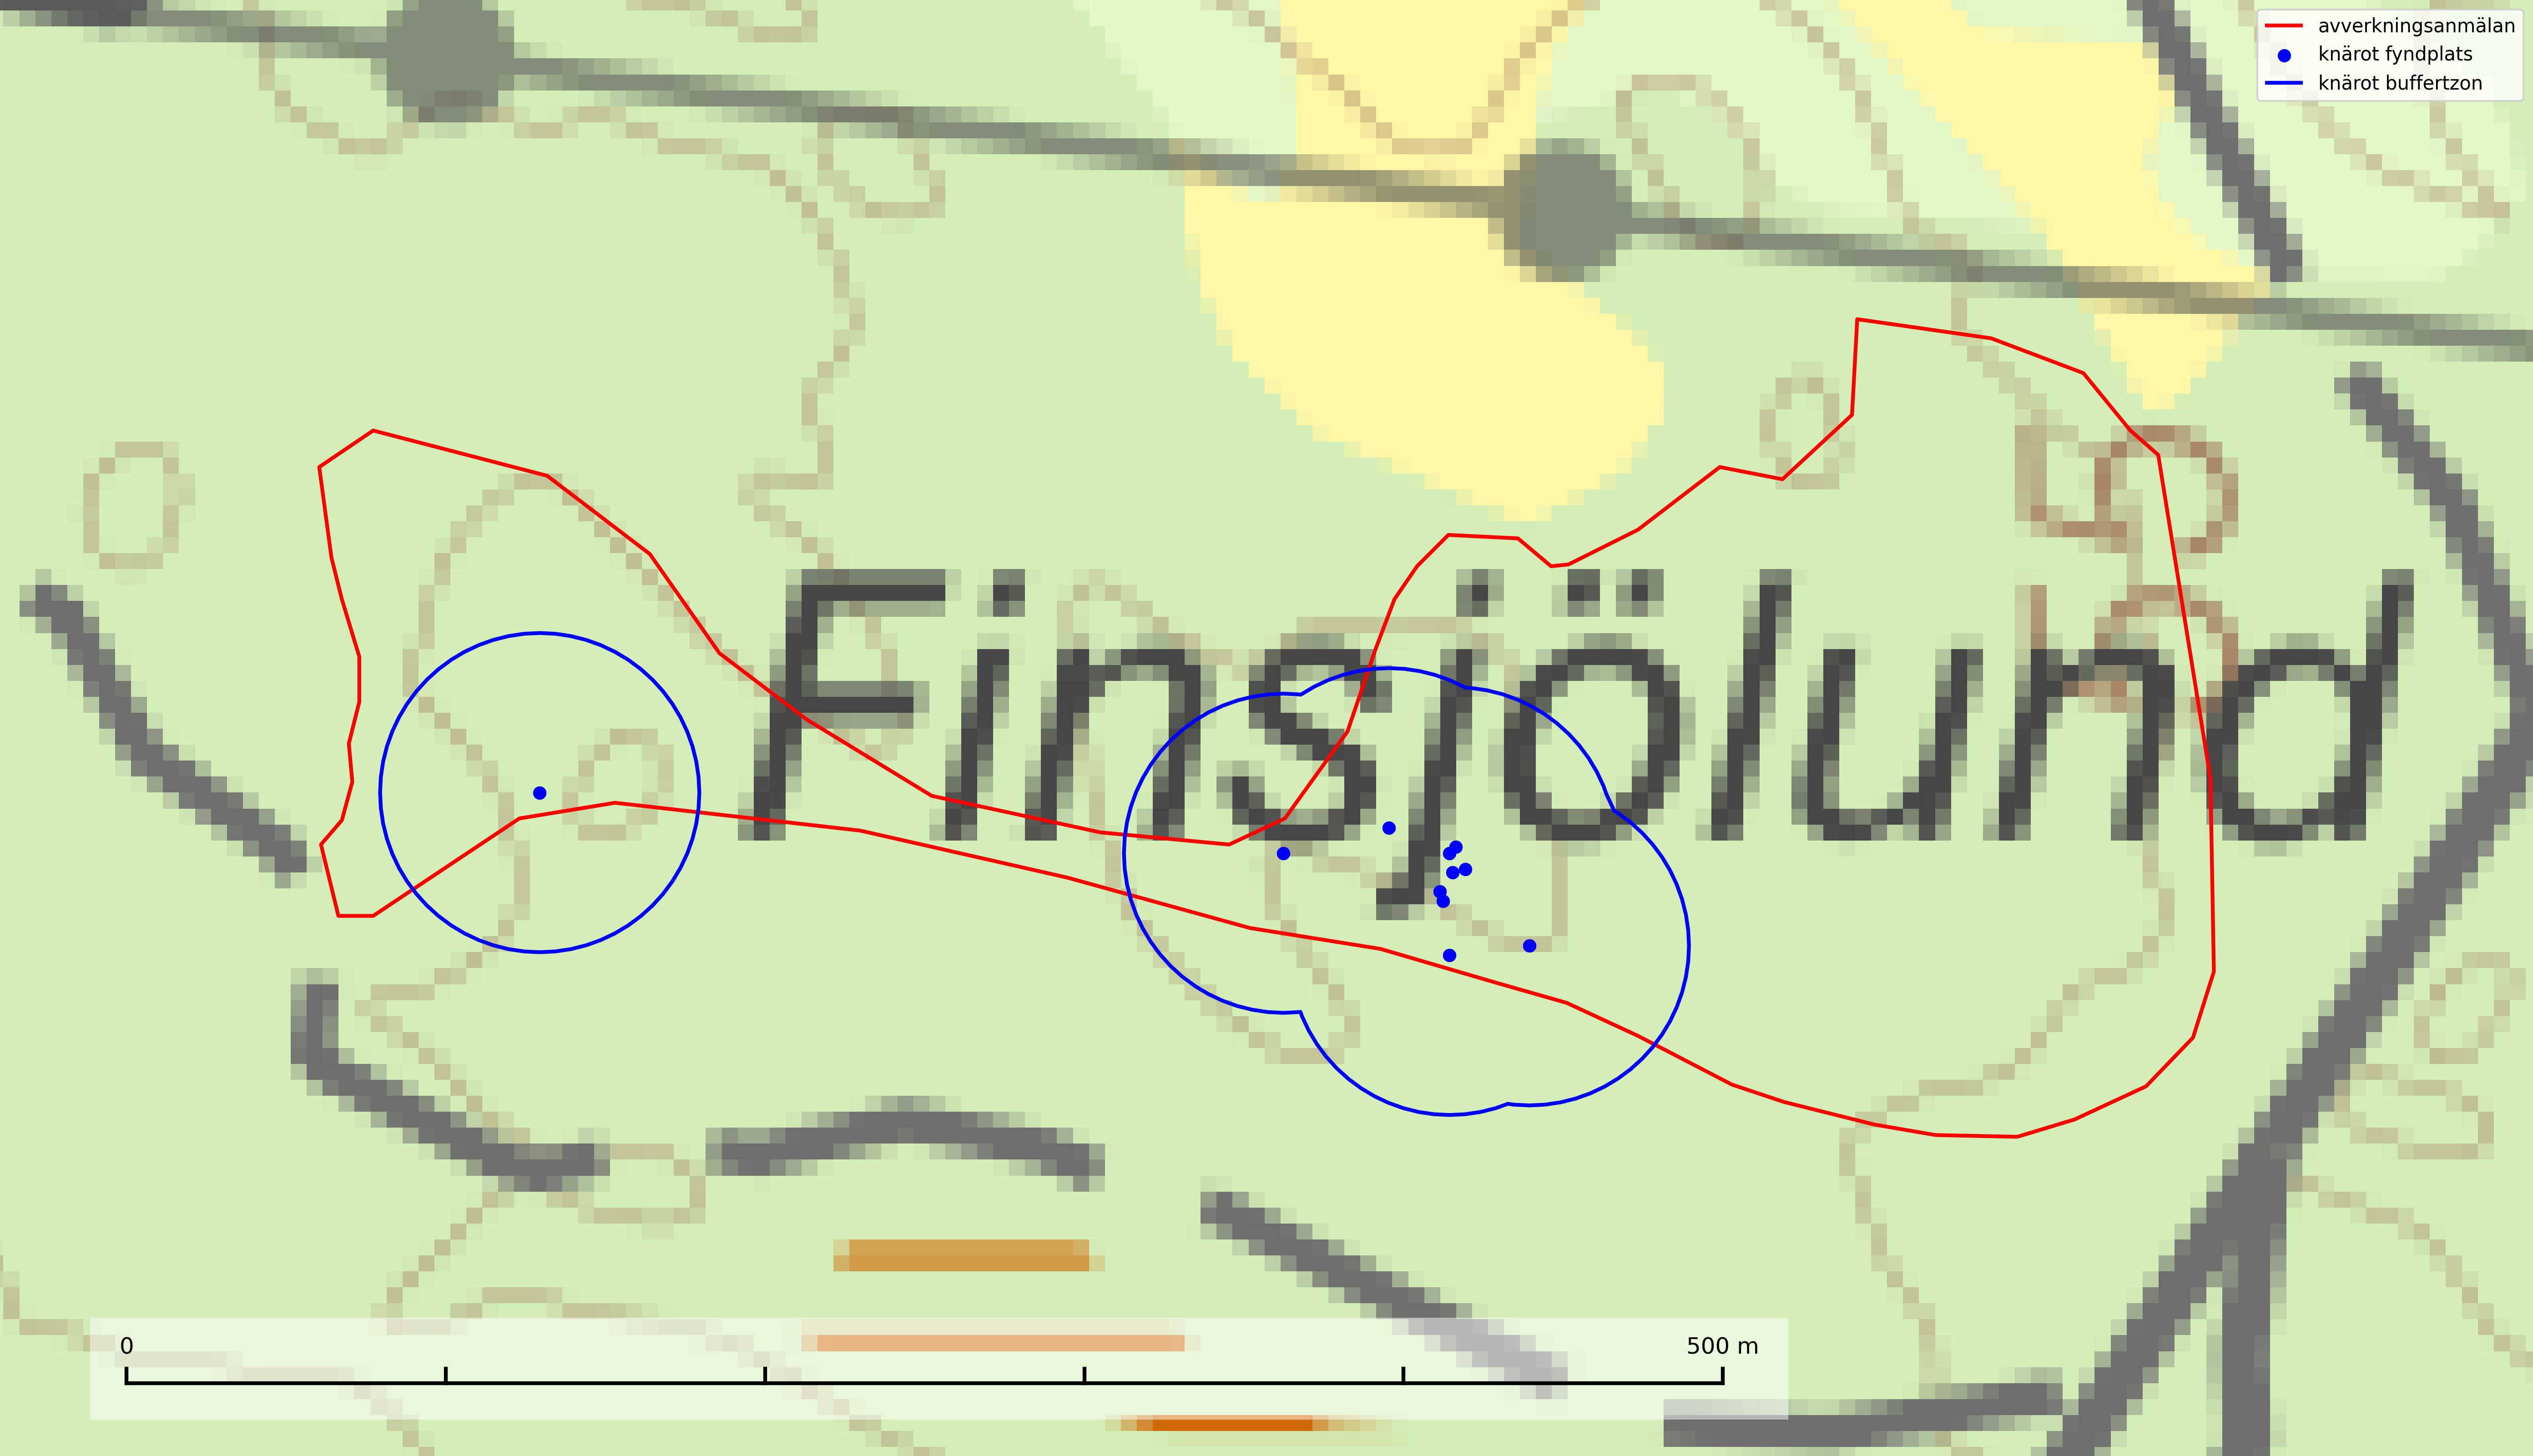 avverkningsanmälan
knärot fyndplats
knärot buffertzon
Finsjölund
0 500 m